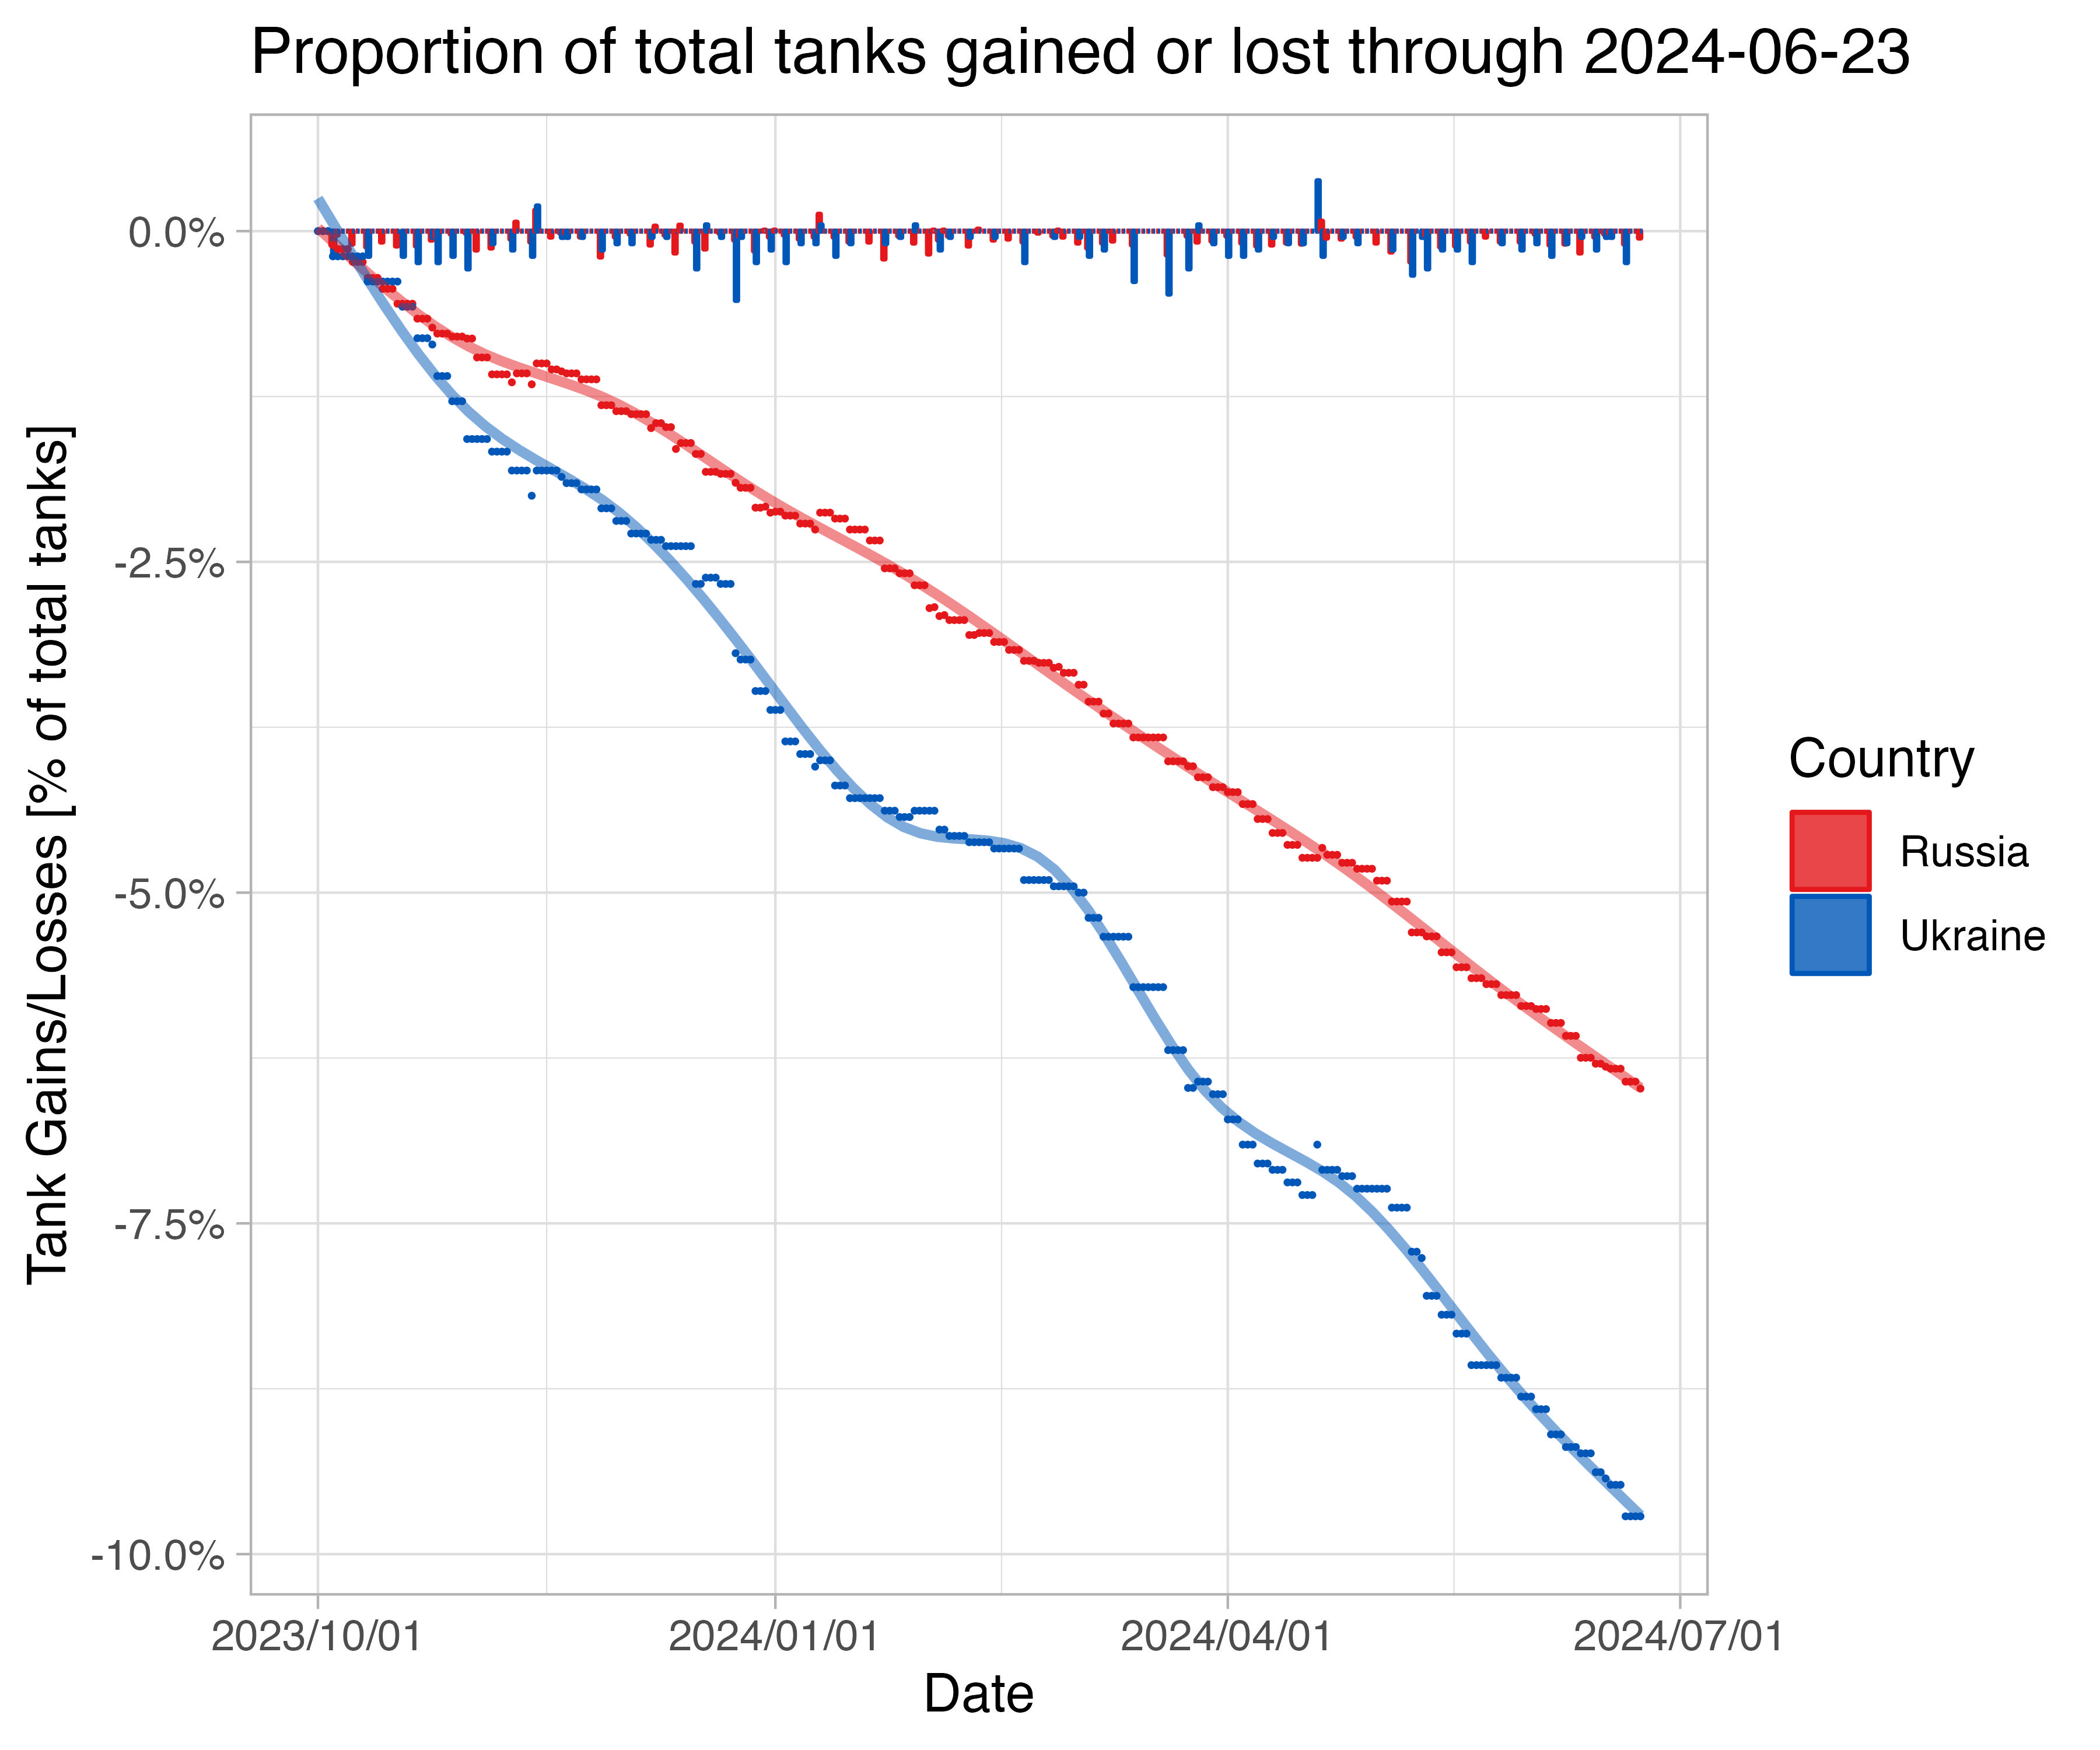 Proportion of total tanks gained or lost through 2024-06-23
Tank Gains/Losses [% of total tanks]
0.0%
-2.5%
-5.0%
-7.5%
-10.0%
2023/10/01
2024/01/01
2024/04/01
2024/07/01
Date
Country
Russia
Ukraine